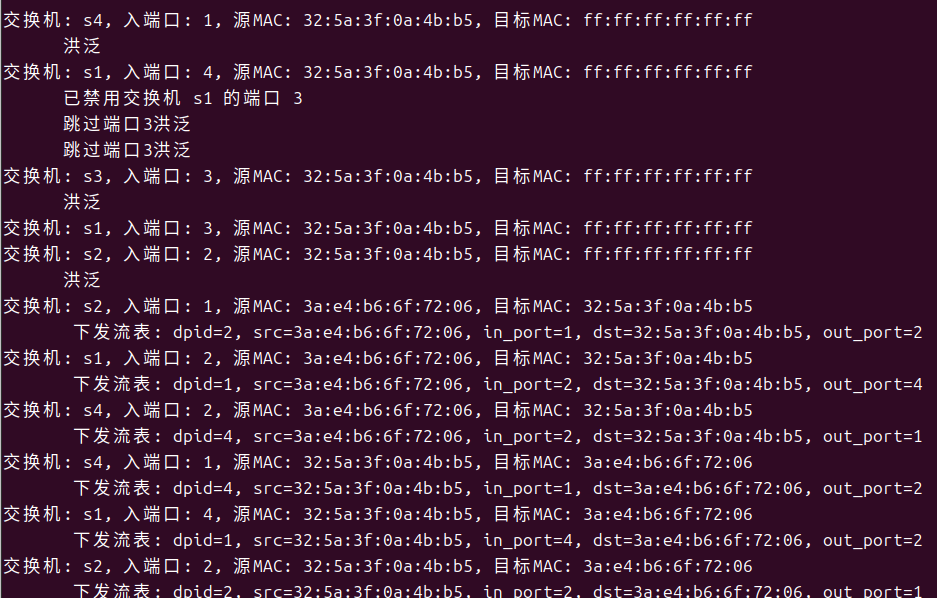 交换机: s4, 入端口: 1, 源MAC: 32:5a:3f:0a:4b:b5, 目标MAC: ff:ff:ff:ff:ff:ff
洪泛
交换机: s1, 入端口: 4, 源MAC: 32:5a:3f:0a:4b:b5, 目标MAC: ff:ff:ff:ff:ff:ff
已禁用交换机 s1 的端口 3
跳过端口3洪泛
跳过端口3洪泛
交换机: s3, 入端口: 3, 源MAC: 32:5a:3f:0a:4b:b5, 目标MAC: ff:ff:ff:ff:ff:ff
洪泛
交换机: s1, 入端口: 3, 源MAC: 32:5a:3f:0a:4b:b5, 目标MAC: ff:ff:ff:ff:ff:ff
交换机: s2, 入端口: 2, 源MAC: 32:5a:3f:0a:4b:b5, 目标MAC: ff:ff:ff:ff:ff:ff
洪泛
交换机: s2, 入端口: 1, 源MAC: 3a:e4:b6:6f:72:06, 目标MAC: 32:5a:3f:0a:4b:b5
下发流表: dpid=2, src=3a:e4:b6:6f:72:06, in_port=1, dst=32:5a:3f:0a:4b:b5, out_port=2
交换机: s1, 入端口: 2, 源MAC: 3a:e4:b6:6f:72:06, 目标MAC: 32:5a:3f:0a:4b:b5
下发流表: dpid=1, src=3a:e4:b6:6f:72:06, in_port=2, dst=32:5a:3f:0a:4b:b5, out_port=4
交换机: s4, 入端口: 2, 源MAC: 3a:e4:b6:6f:72:06, 目标MAC: 32:5a:3f:0a:4b:b5
下发流表: dpid=4, src=3a:e4:b6:6f:72:06, in_port=2, dst=32:5a:3f:0a:4b:b5, out_port=1
交换机: s4, 入端口: 1, 源MAC: 32:5a:3f:0a:4b:b5, 目标MAC: 3a:e4:b6:6f:72:06
下发流表: dpid=4, src=32:5a:3f:0a:4b:b5, in_port=1, dst=3a:e4:b6:6f:72:06, out_port=2
交换机: s1, 入端口: 4, 源MAC: 32:5a:3f:0a:4b:b5, 目标MAC: 3a:e4:b6:6f:72:06
下发流表: dpid=1, src=32:5a:3f:0a:4b:b5, in_port=4, dst=3a:e4:b6:6f:72:06, out_port=2
交换机: s2, 入端口: 2, 源MAC: 32:5a:3f:0a:4b:b5, 目标MAC: 3a:e4:b6:6f:72:06
下发流表: dpid=2, src=32:5a:3f:0a:4b:b5, in_port=2, dst=3a:e4:b6:6f:72:06, out_port=1